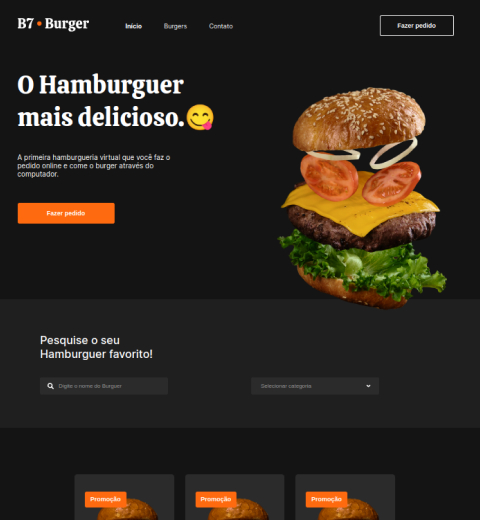 B7 • Burger
Início
Burgers
Contato
Fazer pedido
O Hamburguer
mais delicioso.😋
A primeira hamburgueria virtual que você faz o
pedido online e come o burger através do
computador.
Fazer pedido
Pesquise o seu
Hamburguer favorito!
Digite o nome do Burguer
Selecionar categoria
Promoção
Promoção
Promoção